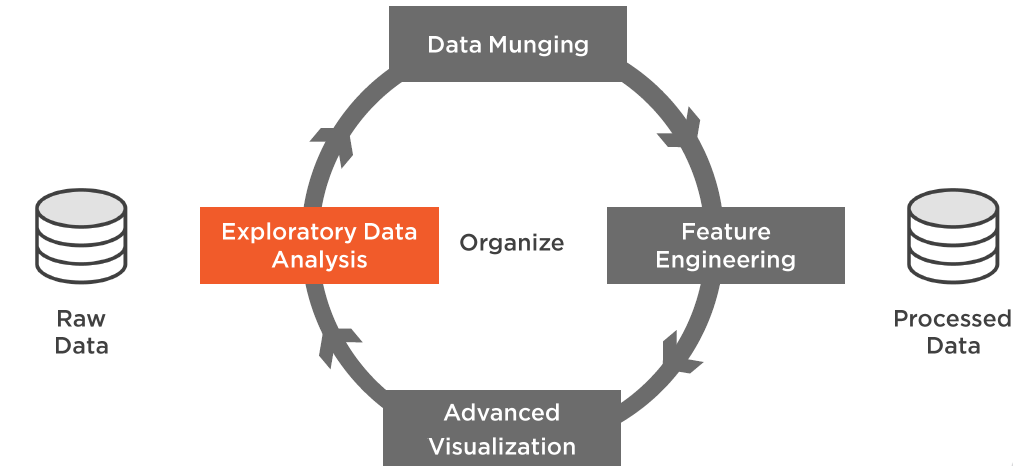 Data Munging
Exploratory Data
Analysis
Organize
Feature
Engineering
Raw
Data
Processed
Data
Advanced
Visualization